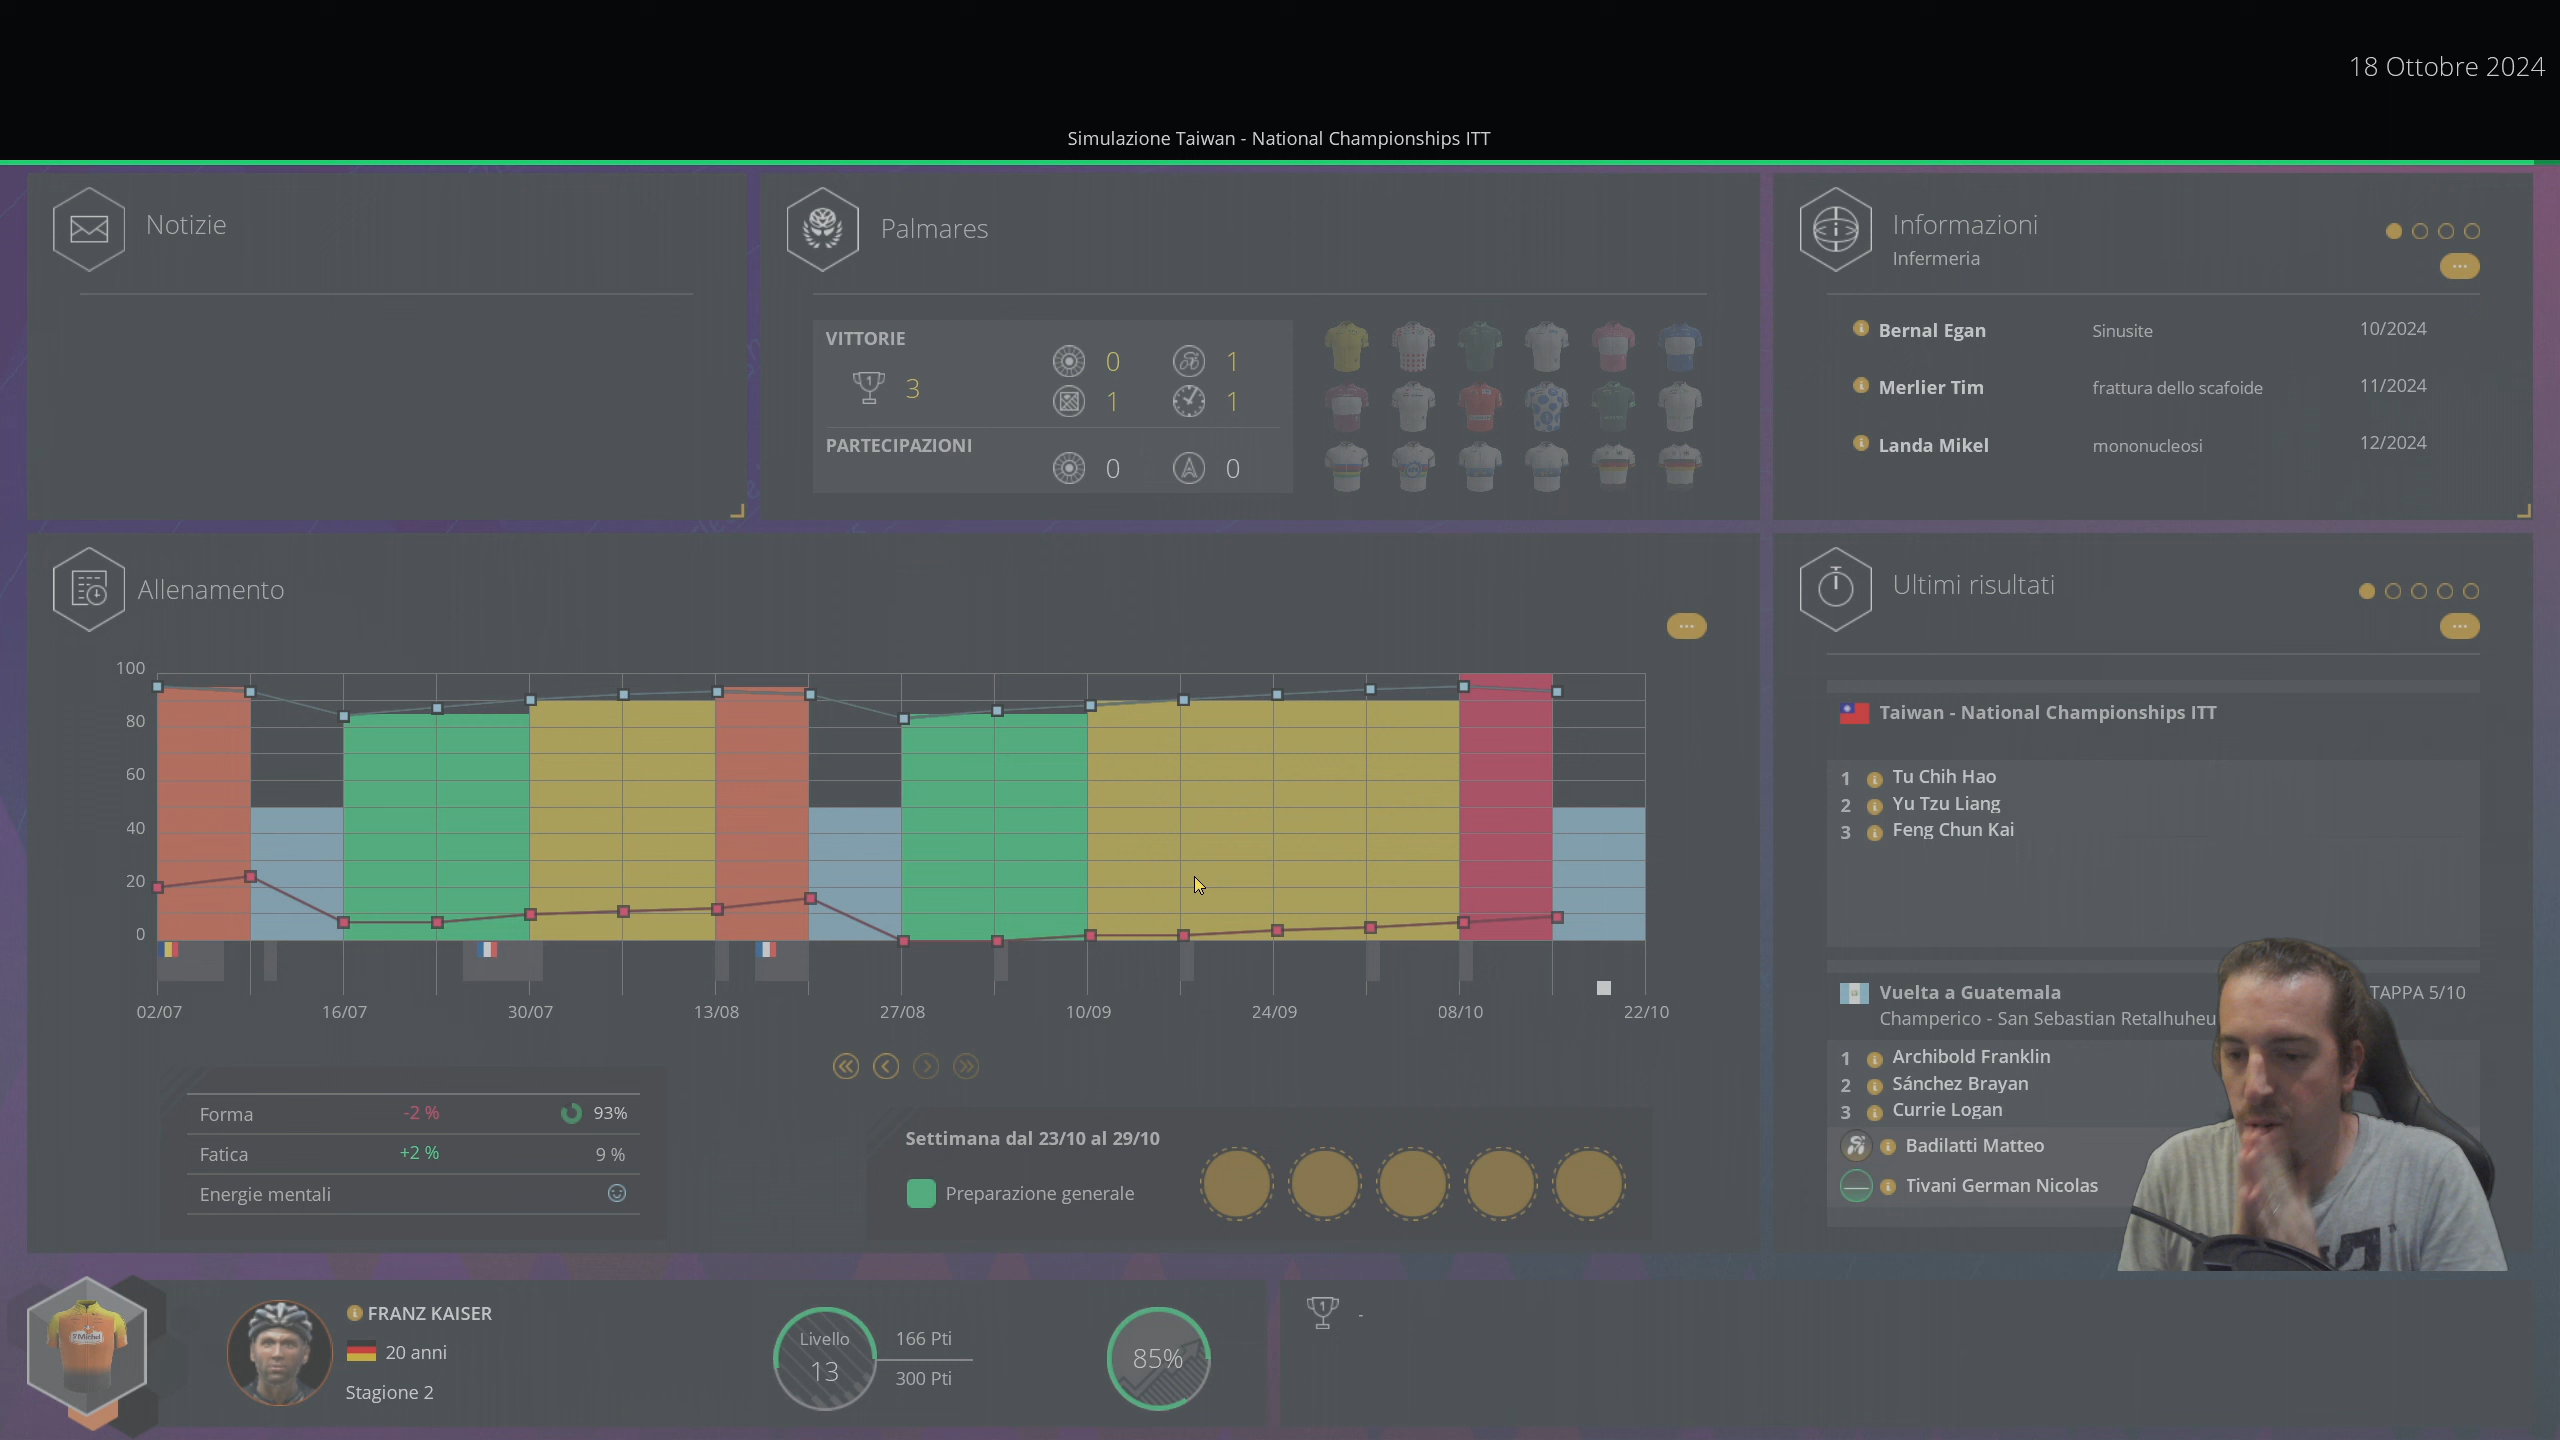 18 Ottobre 2024
Simulazione Taiwan - National Championships ITT
Notizie
Palmares
VITTORIE
3
0
1
1
1
PARTECIPAZIONI
0
0
Informazioni
Infermeria
Bernal Egan Sinusite 10/2024
Merlier Tim frattura dello scafoide 11/2024
Landa Mikel mononucleosi 12/2024
Allenamento
100
80
60
40
20
0
02/07 16/07 30/07 13/08 27/08 10/09 24/09 08/10 22/10
Forma -2 % 93%
Fatica +2 % 9 %
Energie mentali
Settimana dal 23/10 al 29/10
Preparazione generale
Ultimi risultati
Taiwan - National Championships ITT
1 Tu Chih Hao
2 Yu Tzu Liang
3 Feng Chun Kai
Vuelta a Guatemala TAPPA 5/10
Champerico - San Sebastian Retalhuheu
1 Archibold Franklin
2 Sánchez Brayan
3 Currie Logan
Badilatti Matteo
Tivani German Nicolas
St Michel
FRANZ KAISER
20 anni
Stagione 2
Livello
13
166 Pti
300 Pti
85%
1 -